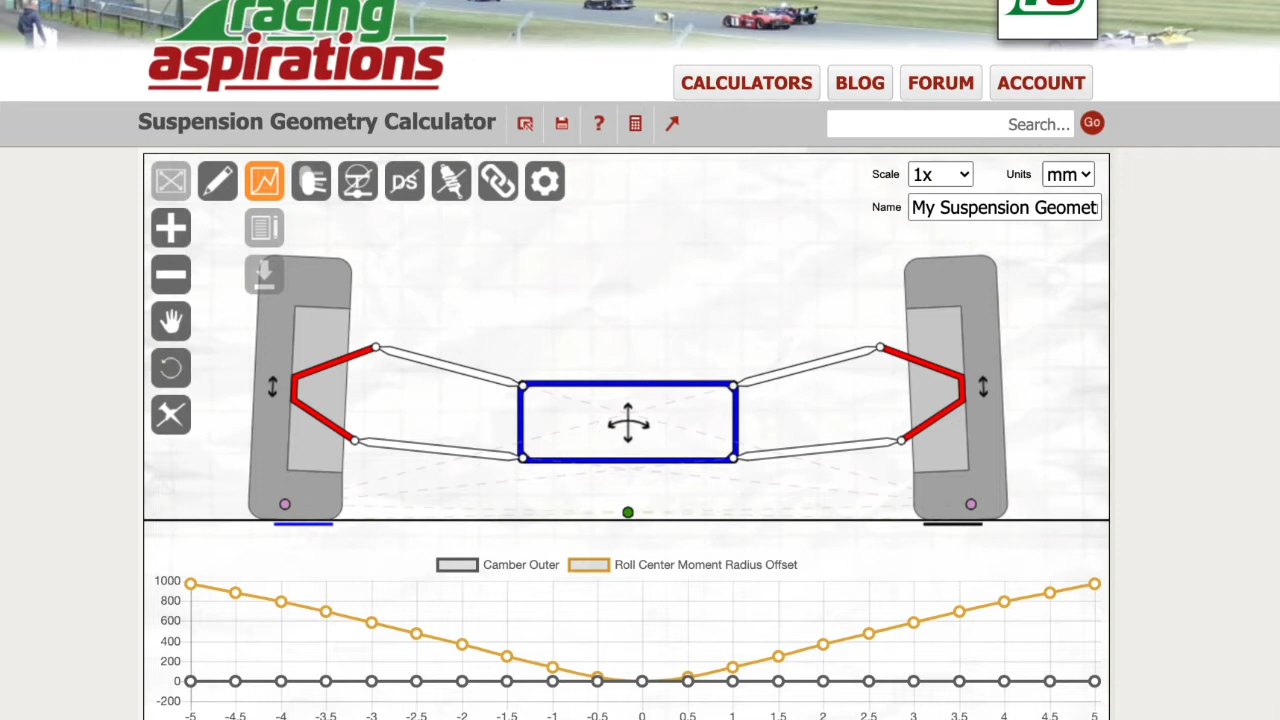 racing
aspirations
CALCULATORS BLOG FORUM ACCOUNT
Suspension Geometry Calculator ? Search... Go
Scale 1x Units mm
Name My Suspension Geomet
DS
Camber Outer Roll Center Moment Radius Offset
1000
800
600
400
200
0
-200
-5 -4.5 -4 -3.5 -3 -2.5 -2 -1.5 -1 -0.5 0 0.5 1 1.5 2 2.5 3 3.5 4 4.5 5